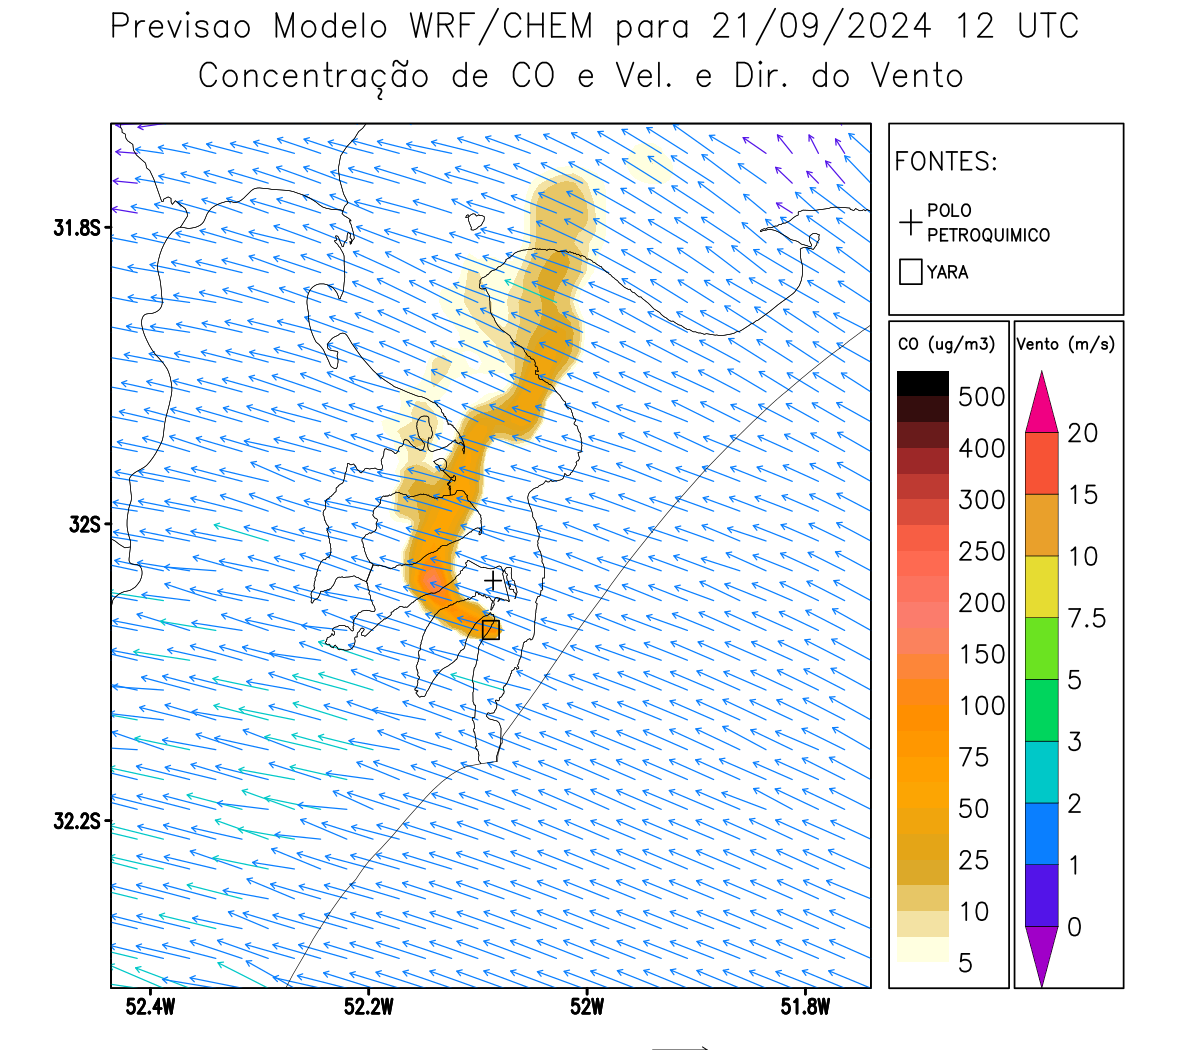 Previsao Modelo WRF/CHEM para 21/09/2024 12 UTC
Concentração de CO e Vel. e Dir. do Vento
FONTES:
POLO
PETROQUIMICO
YARA
CO (ug/m3)
500
400
300
250
200
150
100
75
50
25
10
5
Vento (m/s)
20
15
10
7.5
5
3
2
1
0
31.8S
32S
32.2S
52.4W
52.2W
52W
51.8W